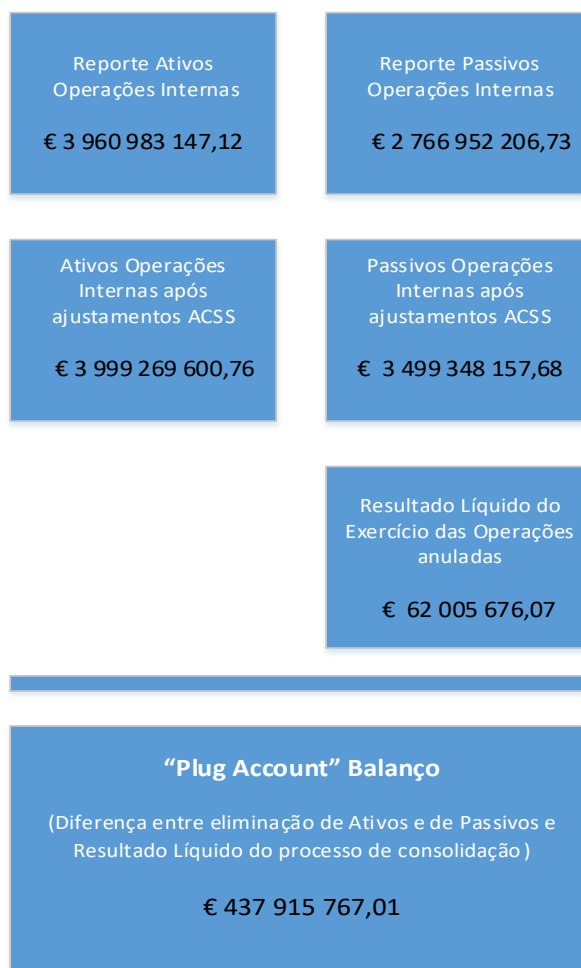 Reporte Ativos
Operações Internas
€ 3 960 983 147,12
Reporte Passivos
Operações Internas
€ 2 766 952 206,73
Ativos Operações
Internas após
ajustamentos ACSS
€ 3 999 269 600,76
Passivos Operações
Internas após
ajustamentos ACSS
€ 3 499 348 157,68
Resultado Líquido do
Exercício das Operações
anuladas
€ 62 005 676,07
“Plug Account” Balanço
(Diferença entre eliminação de Ativos e de Passivos e
Resultado Líquido do processo de consolidação)
€ 437 915 767,01